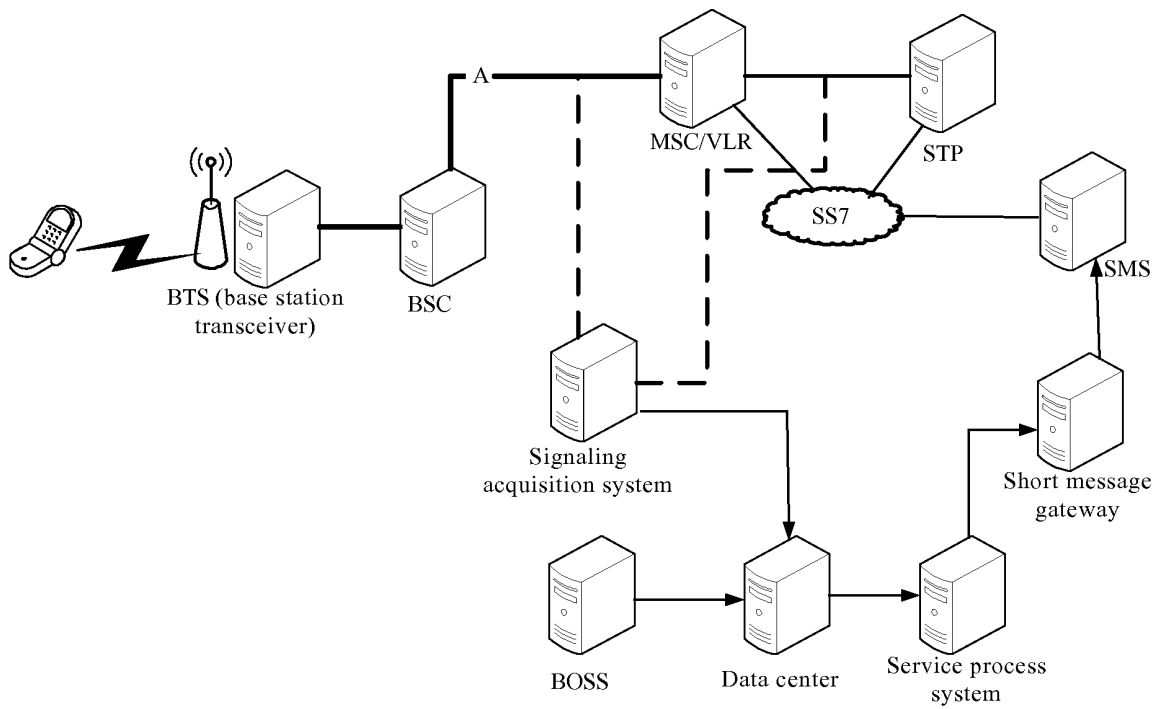 A
MSC/VLR
STP
SS7
SMS
BTS (base station
transceiver)
BSC
Signaling
acquisition system
Short message
gateway
BOSS
Data center
Service process
system